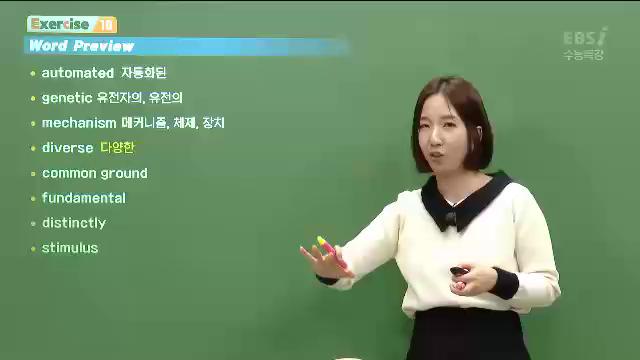 Exercise 10
Word Preview
EBSi
수능특강
automated 자동화된
genetic 유전자의, 유전의
mechanism 메커니즘, 체제, 장치
diverse 다양한
common ground
fundamental
distinctly
stimulus